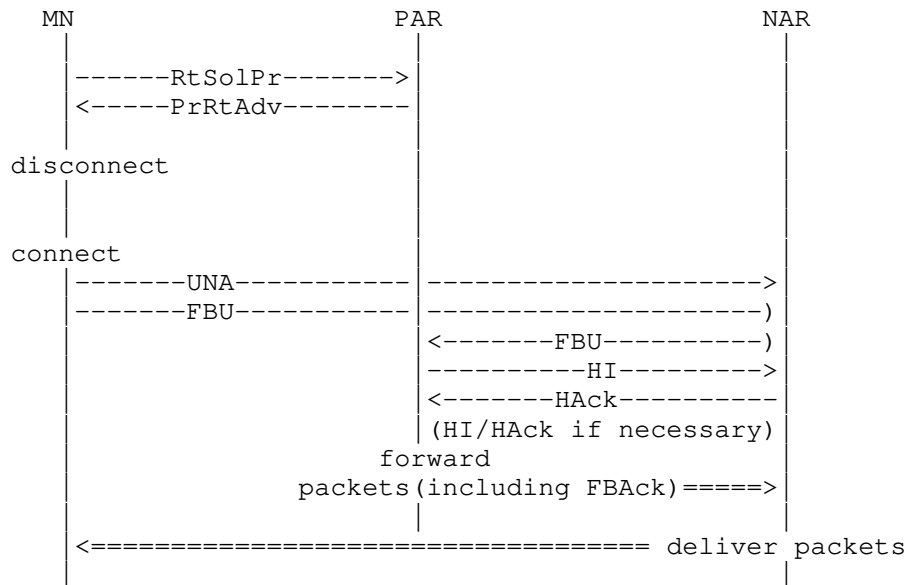 MN PAR NAR
| | |
|------RtSolPr------->| |
|<-----PrRtAdv--------| |
| | |
disconnect | |
| | |
| | |
connect | |
|-------UNA-----------|--------------------->|
|-------FBU-----------|---------------------)|
| |<-------FBU----------)|
| |----------HI--------->|
| |<-------HAck----------|
| |(HI/HAck if necessary)|
| forward |
| packets(including FBAck)=====>|
| | |
|<================================= deliver packets
| |